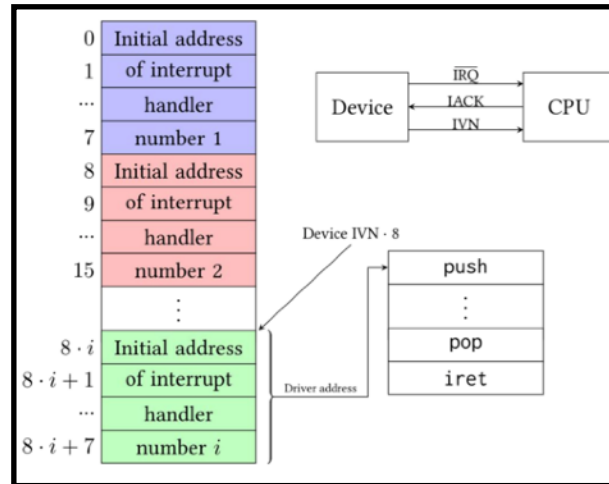 0 Initial address
1 of interrupt
... handler
7 number 1
8 Initial address
9 of interrupt
... handler
15 number 2
⋮
8 · i Initial address
8 · i + 1 of interrupt
... handler
8 · i + 7 number i
Device
IRQ
IACK
IVN
CPU
Device IVN · 8
Driver address
push
⋮
pop
iret